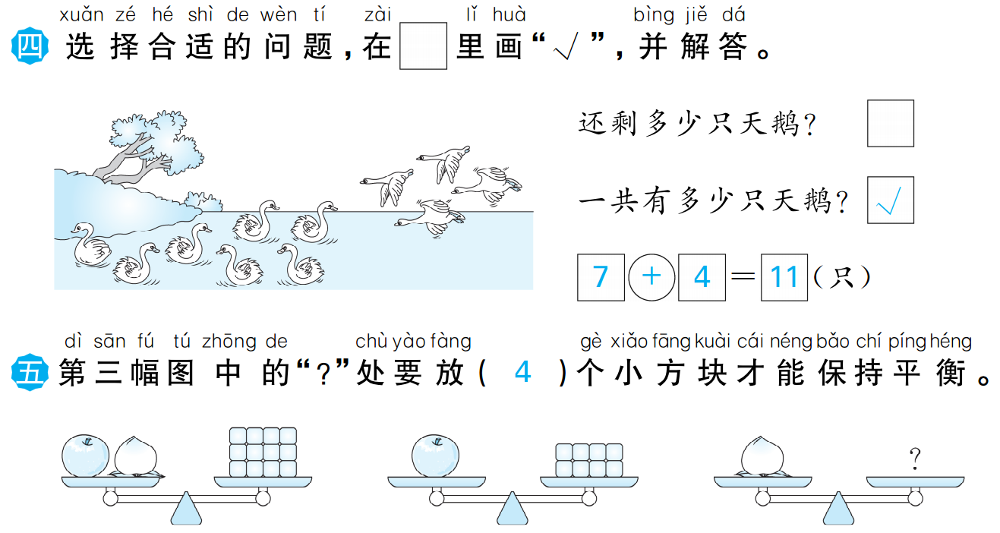 xuǎn zé hé shì de wèn tí zài lǐ huà bìng jiě dá
四 选择合适的问题，在 里画“√”，并解答。
还剩多少只天鹅？
一共有多少只天鹅？ √
7 + 4 = 11（只）
dì sān fú tú zhōng de chù yào fàng gè xiǎo fāng kuài cái néng bǎo chí píng héng
五 第三幅图中的“?”处要放（ 4 ）个小方块才能保持平衡。
?